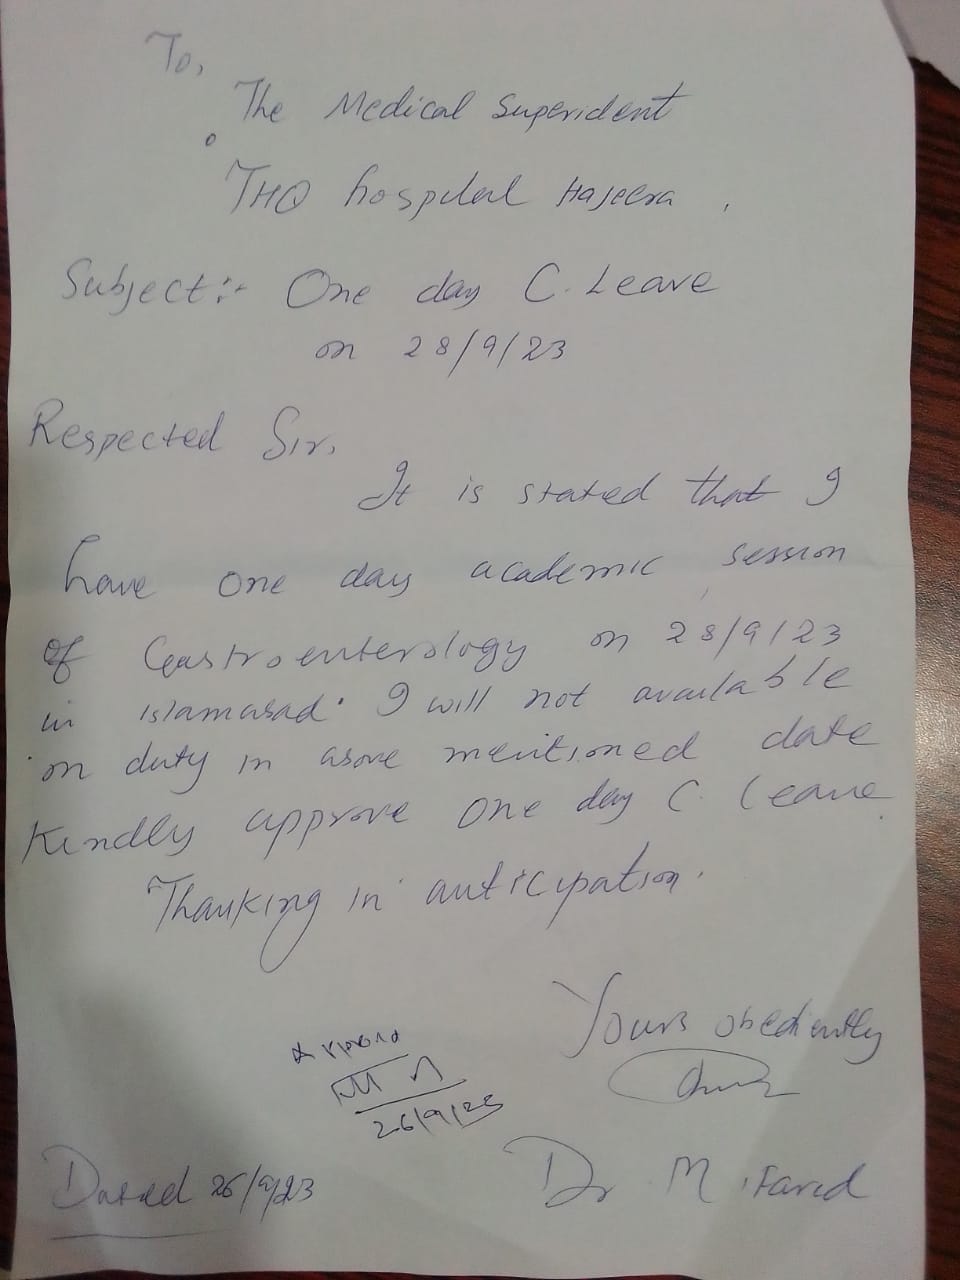 To,
The Medical Superident
THQ hospital Hajeera.
Subject:- One day C. Leave
on 28/9/23
Respected Sir,
It is stated that I
have one day academic session
of Gastroenterology on 28/9/23
in islamabad. I will not available
on duty in above mentioned date
Kindly approve one day C. leave.
Thanking in anticipation.
Yours obediently
26/9/23
Dated 26/9/23
Dr. M. Farid